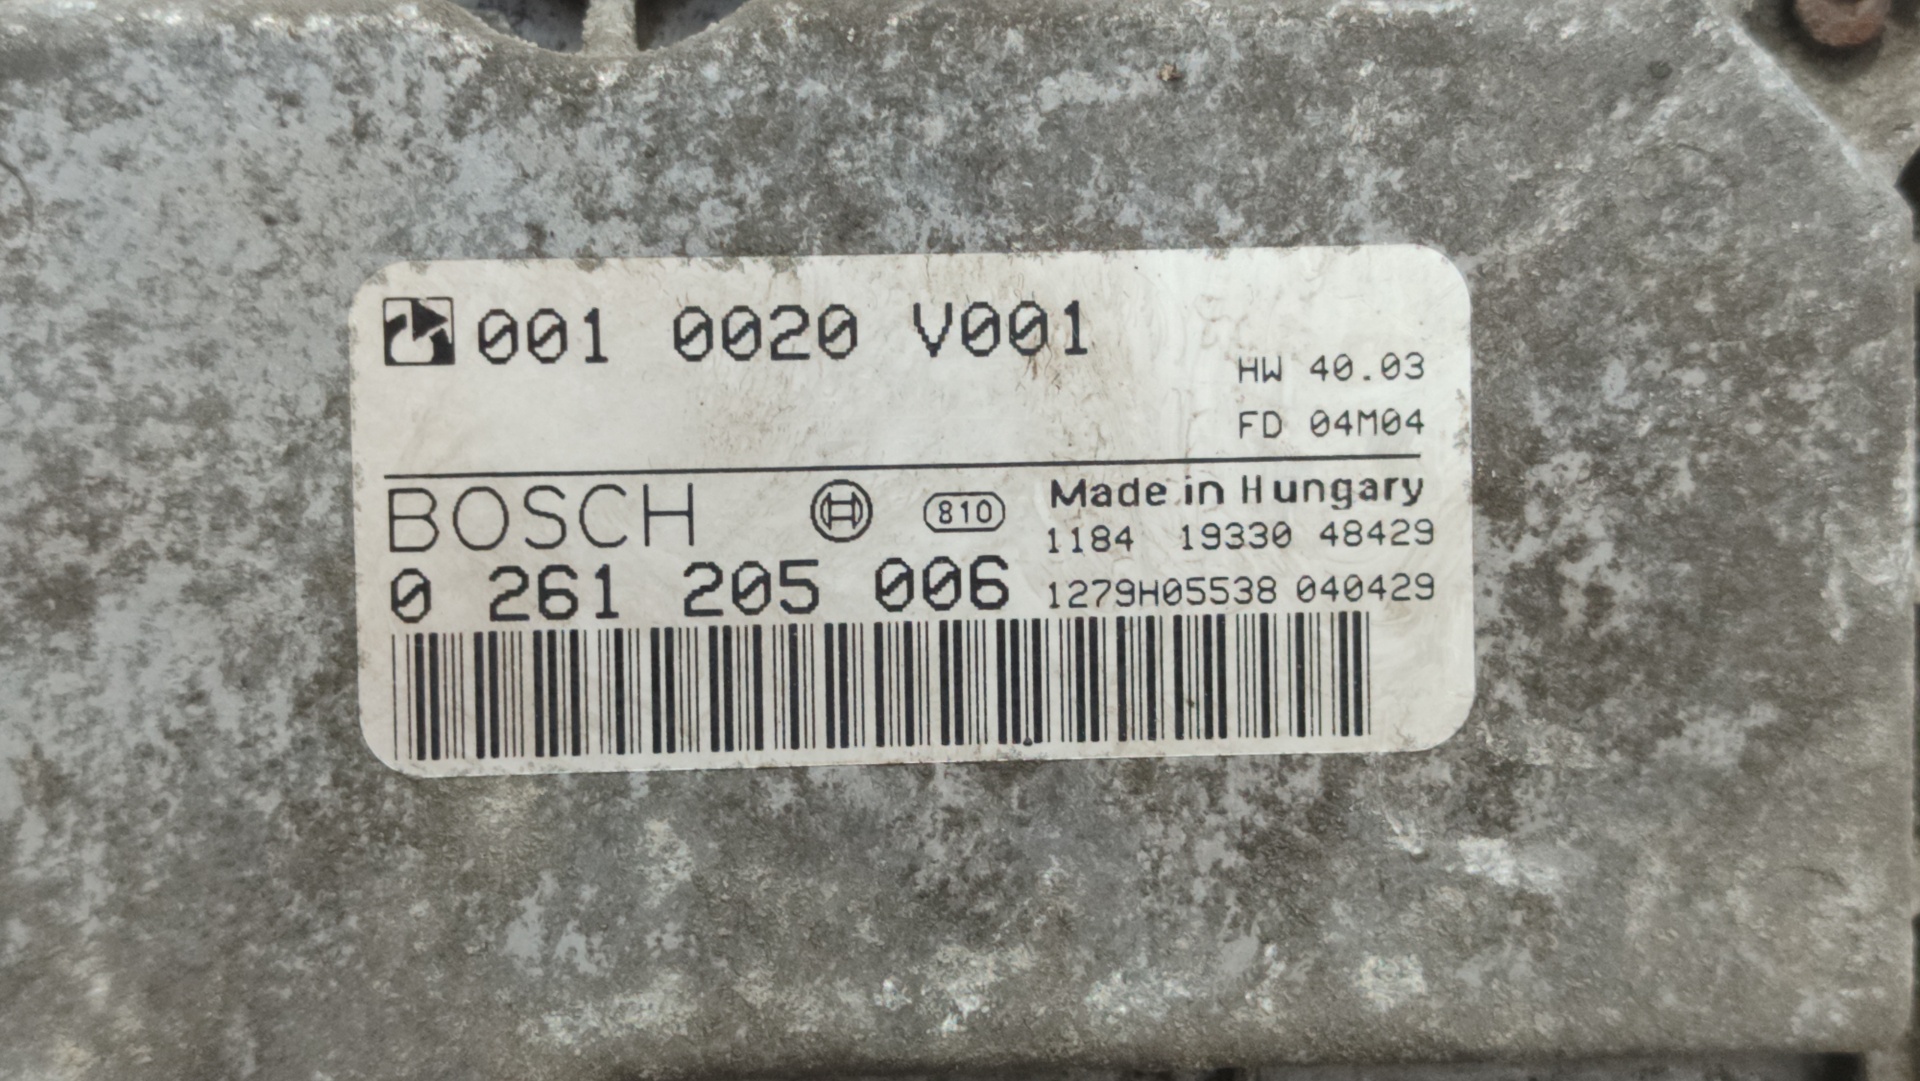 001 0020 V001
HW 40.03
FD 04M04
BOSCH 810 Made in Hungary
1184 19330 48429
0 261 205 006 1279H05538 040429